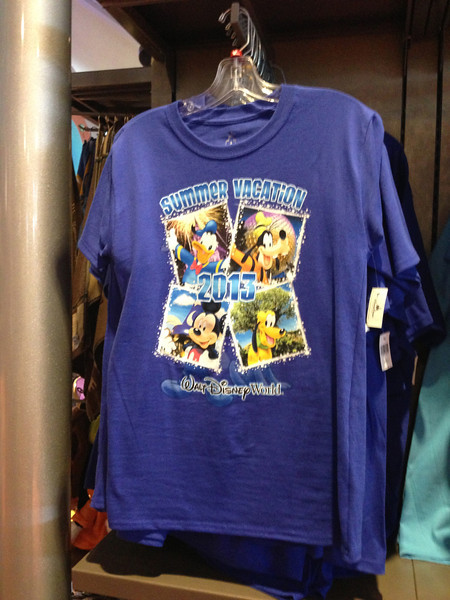 SUMMER VACATION
2013
WALT DISNEY World